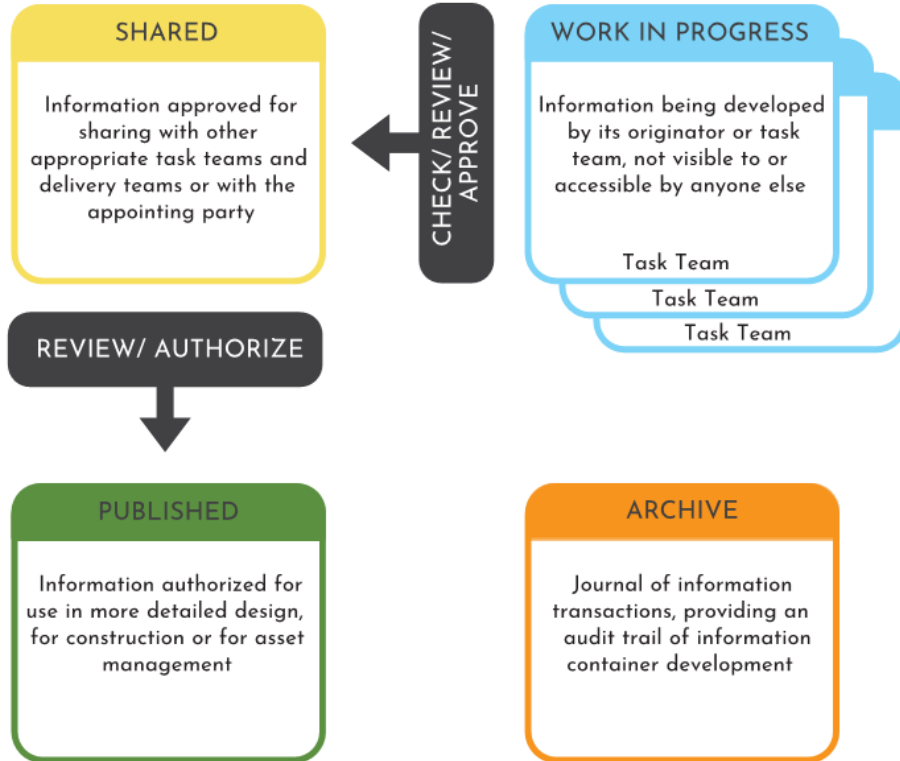 SHARED
Information approved for
sharing with other
appropriate task teams and
delivery teams or with the
appointing party
CHECK/ REVIEW/
APPROVE
WORK IN PROGRESS
Information being developed
by its originator or task
team, not visible to or
accessible by anyone else
Task Team
Task Team
Task Team
REVIEW/ AUTHORIZE
PUBLISHED
Information authorized for
use in more detailed design,
for construction or for asset
management
ARCHIVE
Journal of information
transactions, providing an
audit trail of information
container development